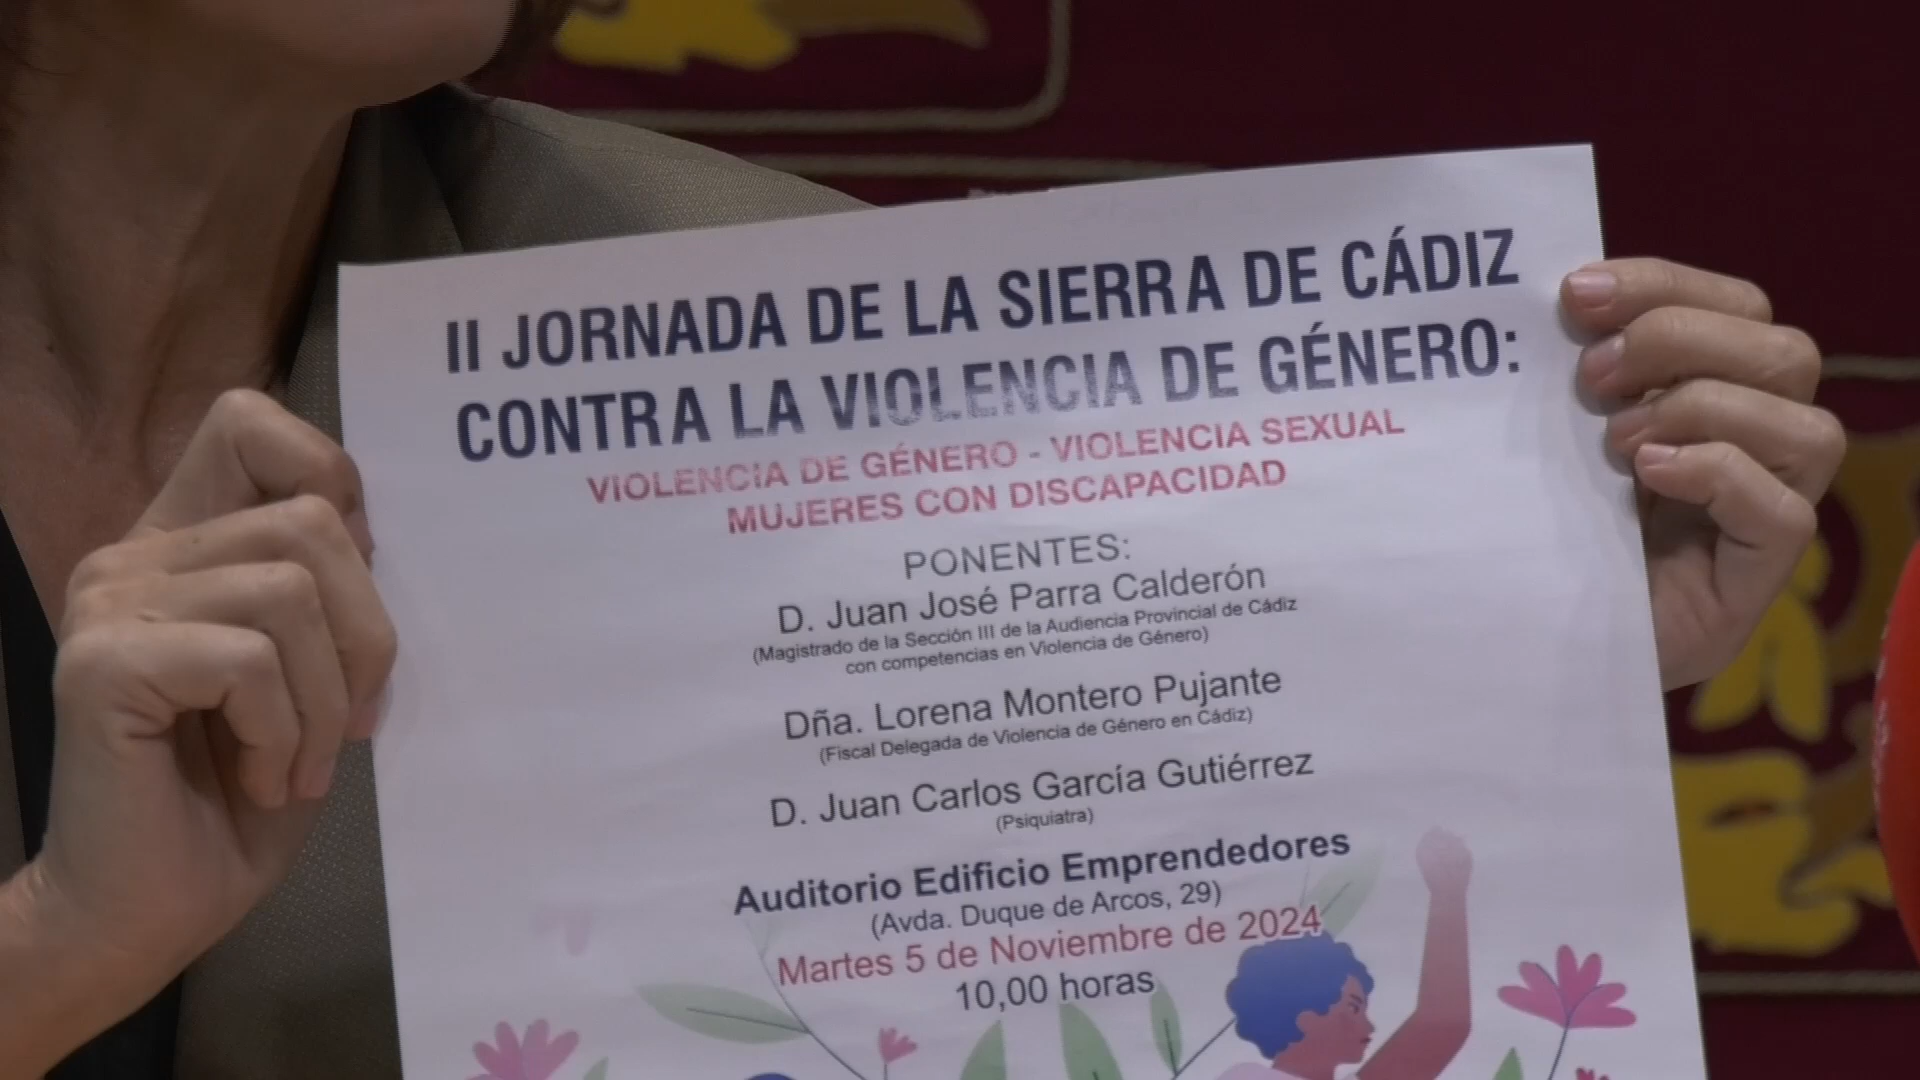 II JORNADA DE LA SIERRA DE CÁDIZ
CONTRA LA VIOLENCIA DE GÉNERO:
VIOLENCIA DE GÉNERO - VIOLENCIA SEXUAL
MUJERES CON DISCAPACIDAD
PONENTES:
D. Juan José Parra Calderón
(Magistrado de la Sección III de la Audiencia Provincial de Cádiz
con competencias en Violencia de Género)
Dña. Lorena Montero Pujante
(Fiscal Delegada de Violencia de Género en Cádiz)
D. Juan Carlos García Gutiérrez
(Psiquiatra)
Auditorio Edificio Emprendedores
(Avda. Duque de Arcos, 29)
Martes 5 de Noviembre de 2024
10,00 horas